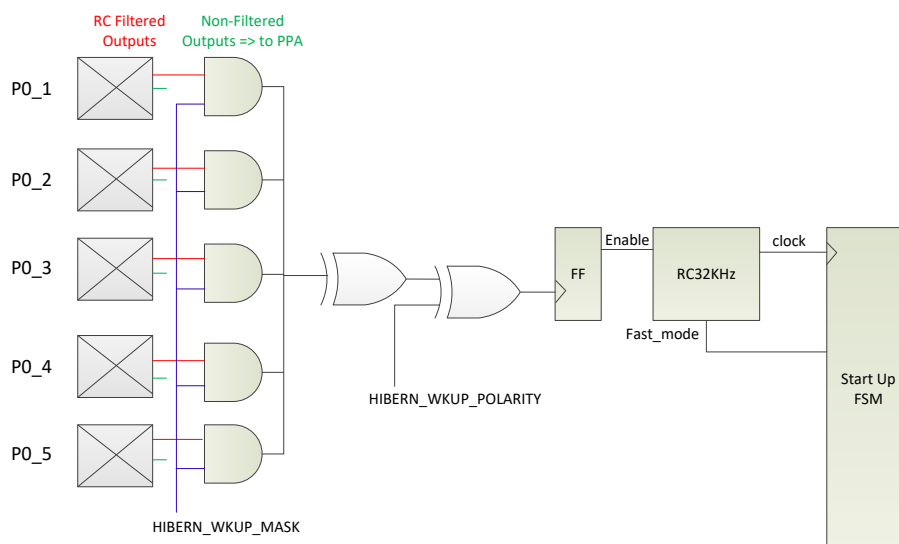 RC Filtered
Outputs
Non-Filtered
Outputs => to PPA
P0_1
P0_2
P0_3
P0_4
P0_5
HIBERN_WKUP_MASK
HIBERN_WKUP_POLARITY
FF
Enable
RC32KHz
clock
Fast_mode
Start Up
FSM